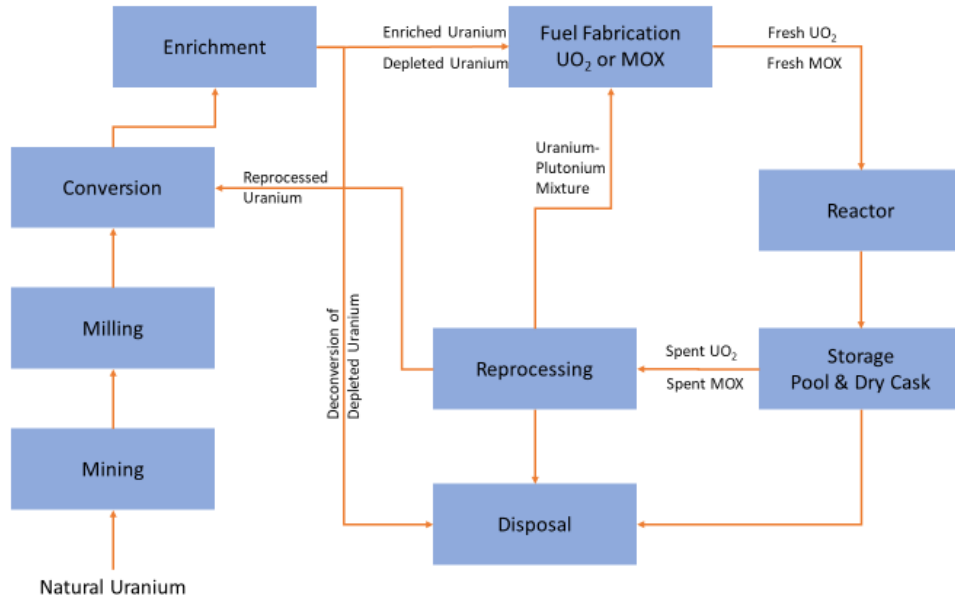 Enrichment
Enriched Uranium
Depleted Uranium
Fuel Fabrication
UO₂ or MOX
Fresh UO₂
Fresh MOX
Conversion
Reprocessed
Uranium
Uranium-
Plutonium
Mixture
Reactor
Milling
Deconversion of
Depleted Uranium
Reprocessing
Spent UO₂
Spent MOX
Storage
Pool & Dry Cask
Mining
Disposal
Natural Uranium